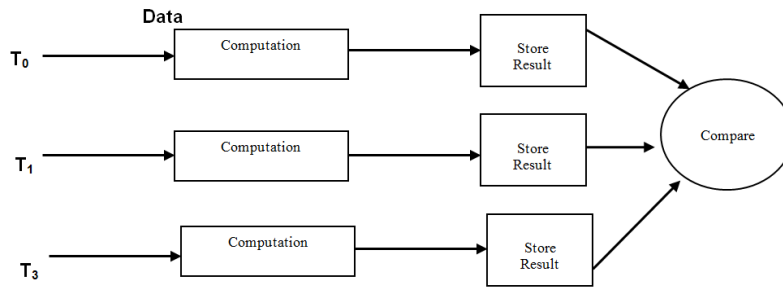 Data
T0
Computation
Store
Result
T1
Computation
Store
Result
Compare
T3
Computation
Store
Result